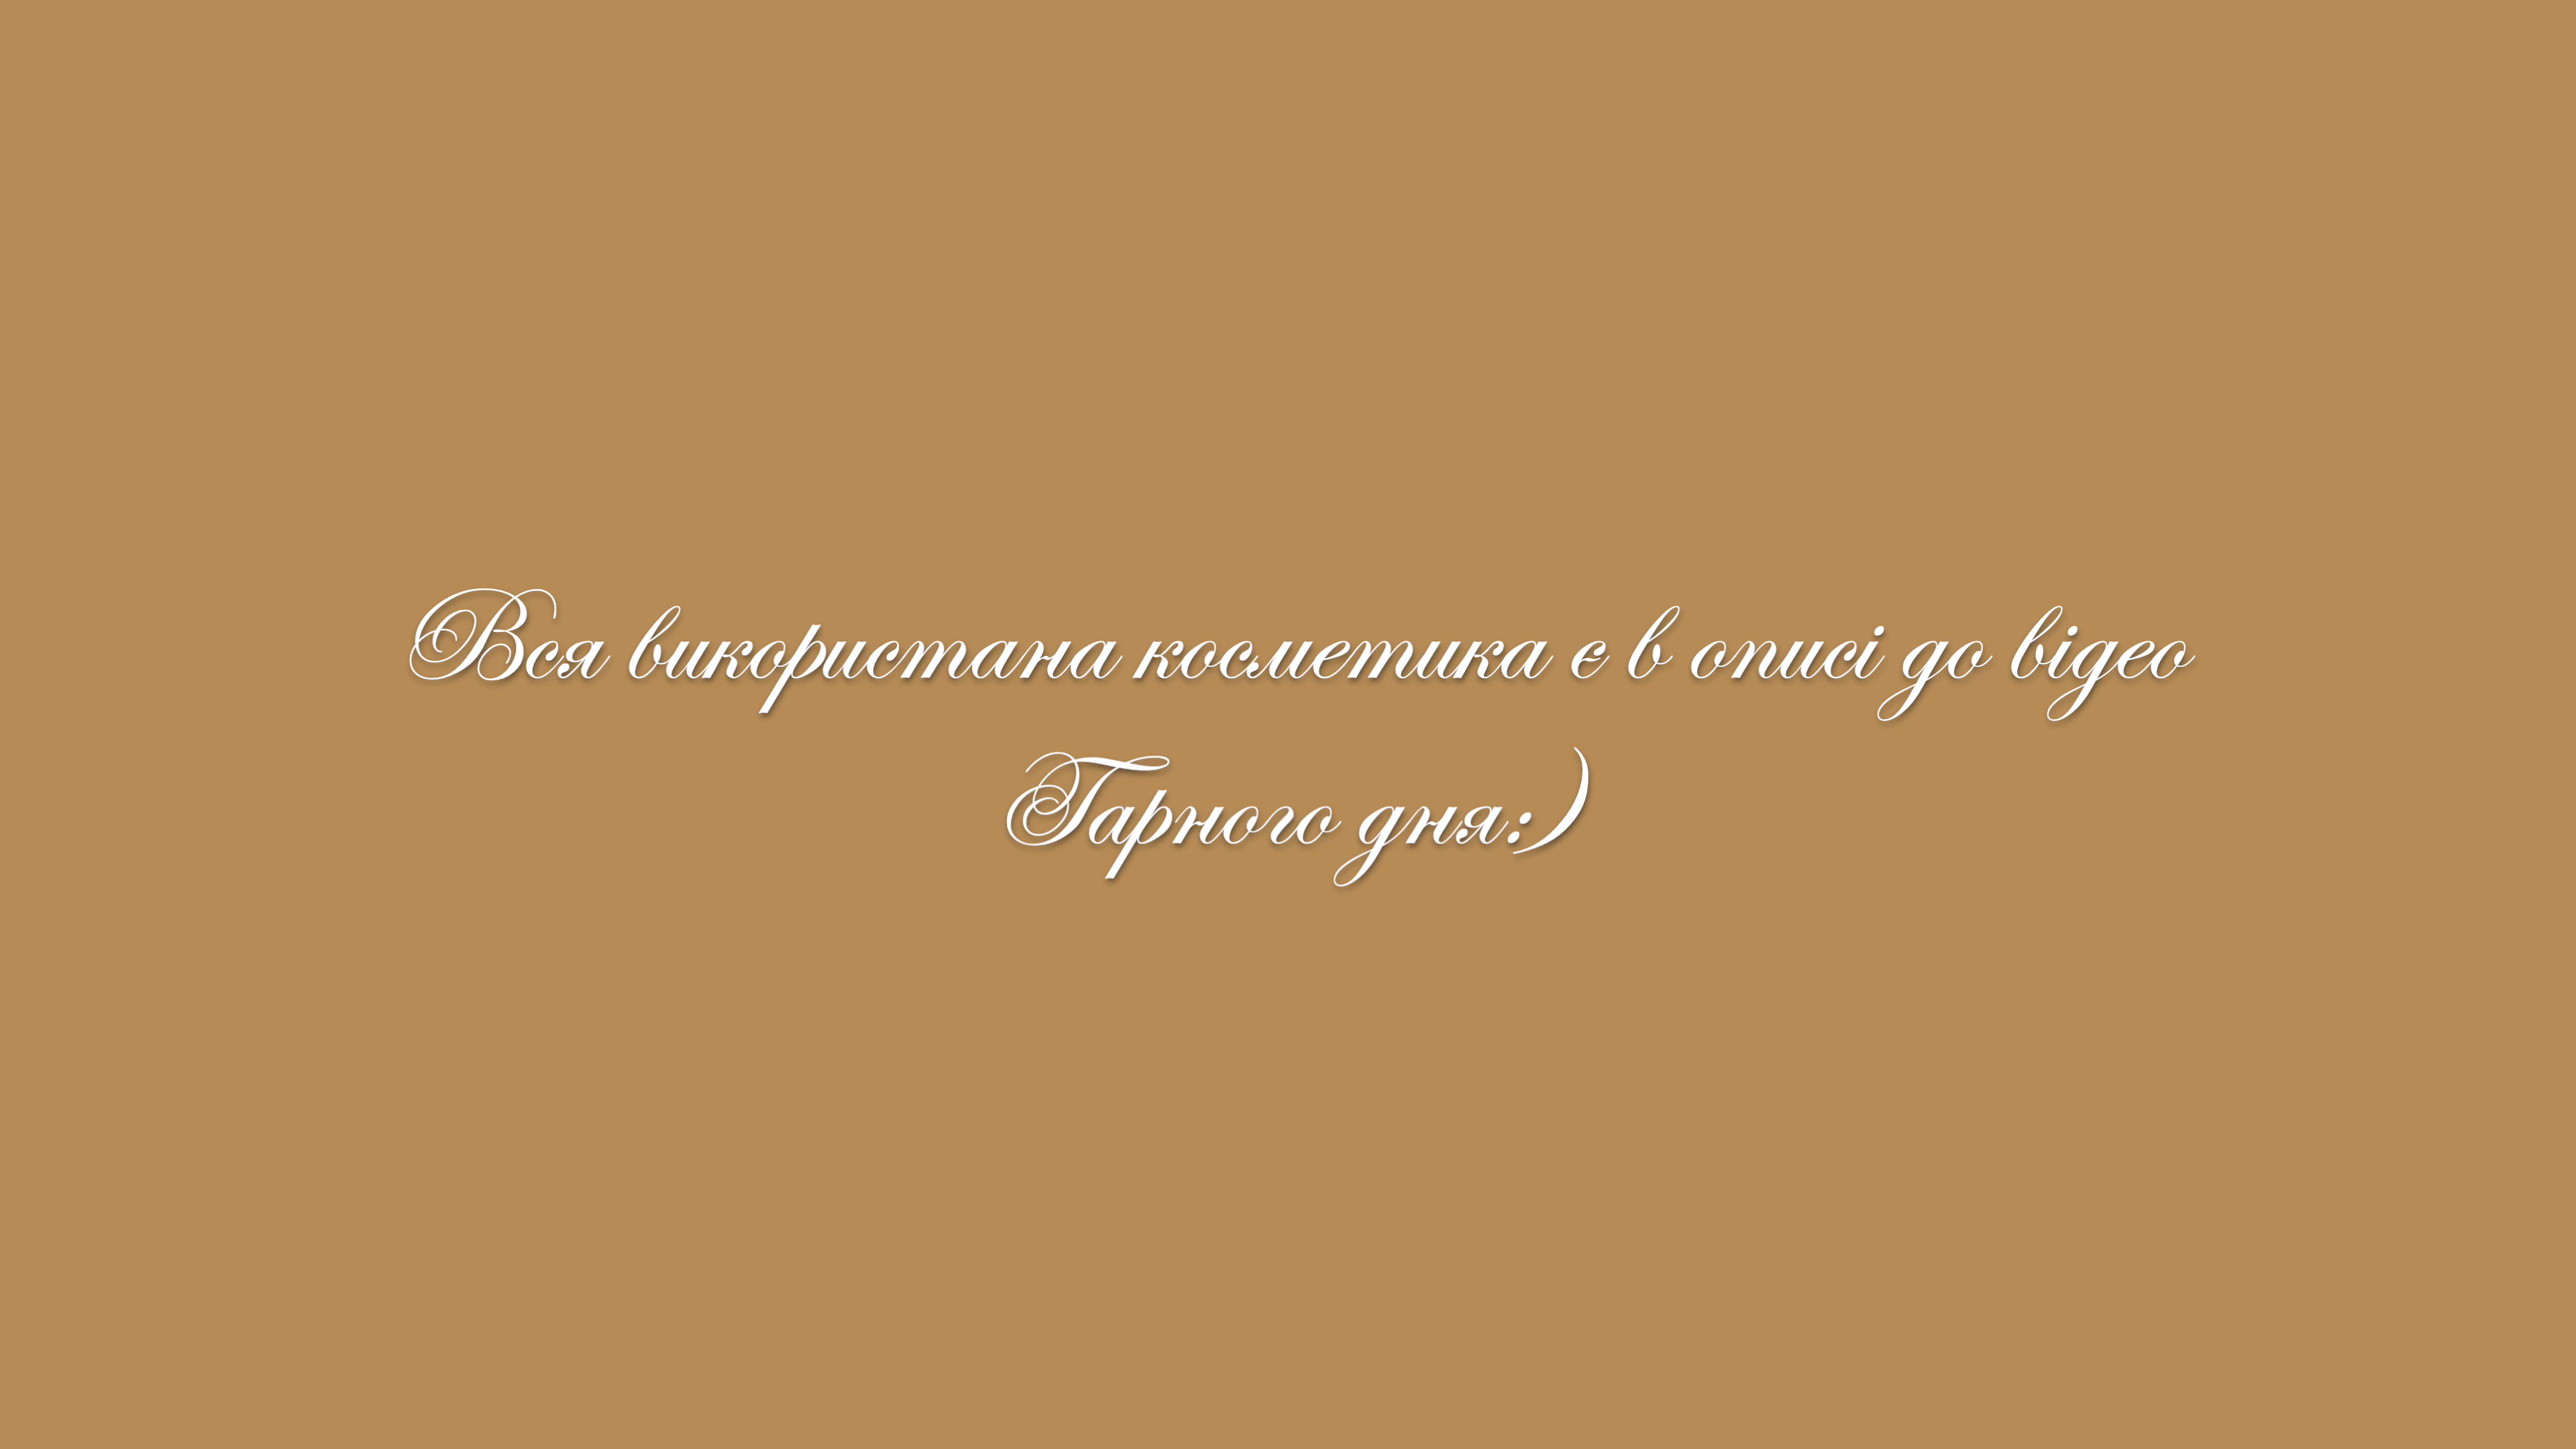 Вся використана косметика є в описі до відео
Гарного дня:)